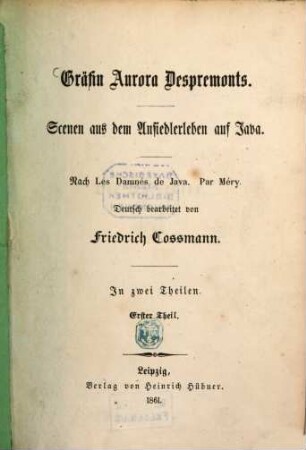 Gräfin Aurora Despremonts.
Scenen aus dem Ansiedlerleben auf Java.
Nach Les Damnés de Java. Par Méry.
Deutsch bearbeitet von
Friedrich Cossmann.
In zwei Theilen.
Erster Theil.
Leipzig,
Verlag von Heinrich Hübner.
1861.